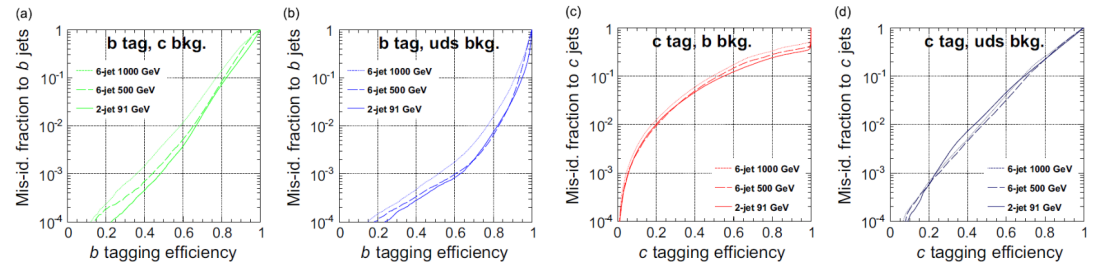 (a)
b tag, c bkg.
Mis-id. fraction to b jets
1
10-1
10-2
10-3
10-4
6-jet 1000 GeV
6-jet 500 GeV
2-jet 91 GeV
0 0.2 0.4 0.6 0.8 1
b tagging efficiency
(b)
b tag, uds bkg.
Mis-id. fraction to b jets
1
10-1
10-2
10-3
10-4
6-jet 1000 GeV
6-jet 500 GeV
2-jet 91 GeV
0 0.2 0.4 0.6 0.8 1
b tagging efficiency
(c)
c tag, b bkg.
Mis-id. fraction to c jets
1
10-1
10-2
10-3
10-4
6-jet 1000 GeV
6-jet 500 GeV
2-jet 91 GeV
0 0.2 0.4 0.6 0.8 1
c tagging efficiency
(d)
c tag, uds bkg.
Mis-id. fraction to c jets
1
10-1
10-2
10-3
10-4
6-jet 1000 GeV
6-jet 500 GeV
2-jet 91 GeV
0 0.2 0.4 0.6 0.8 1
c tagging efficiency